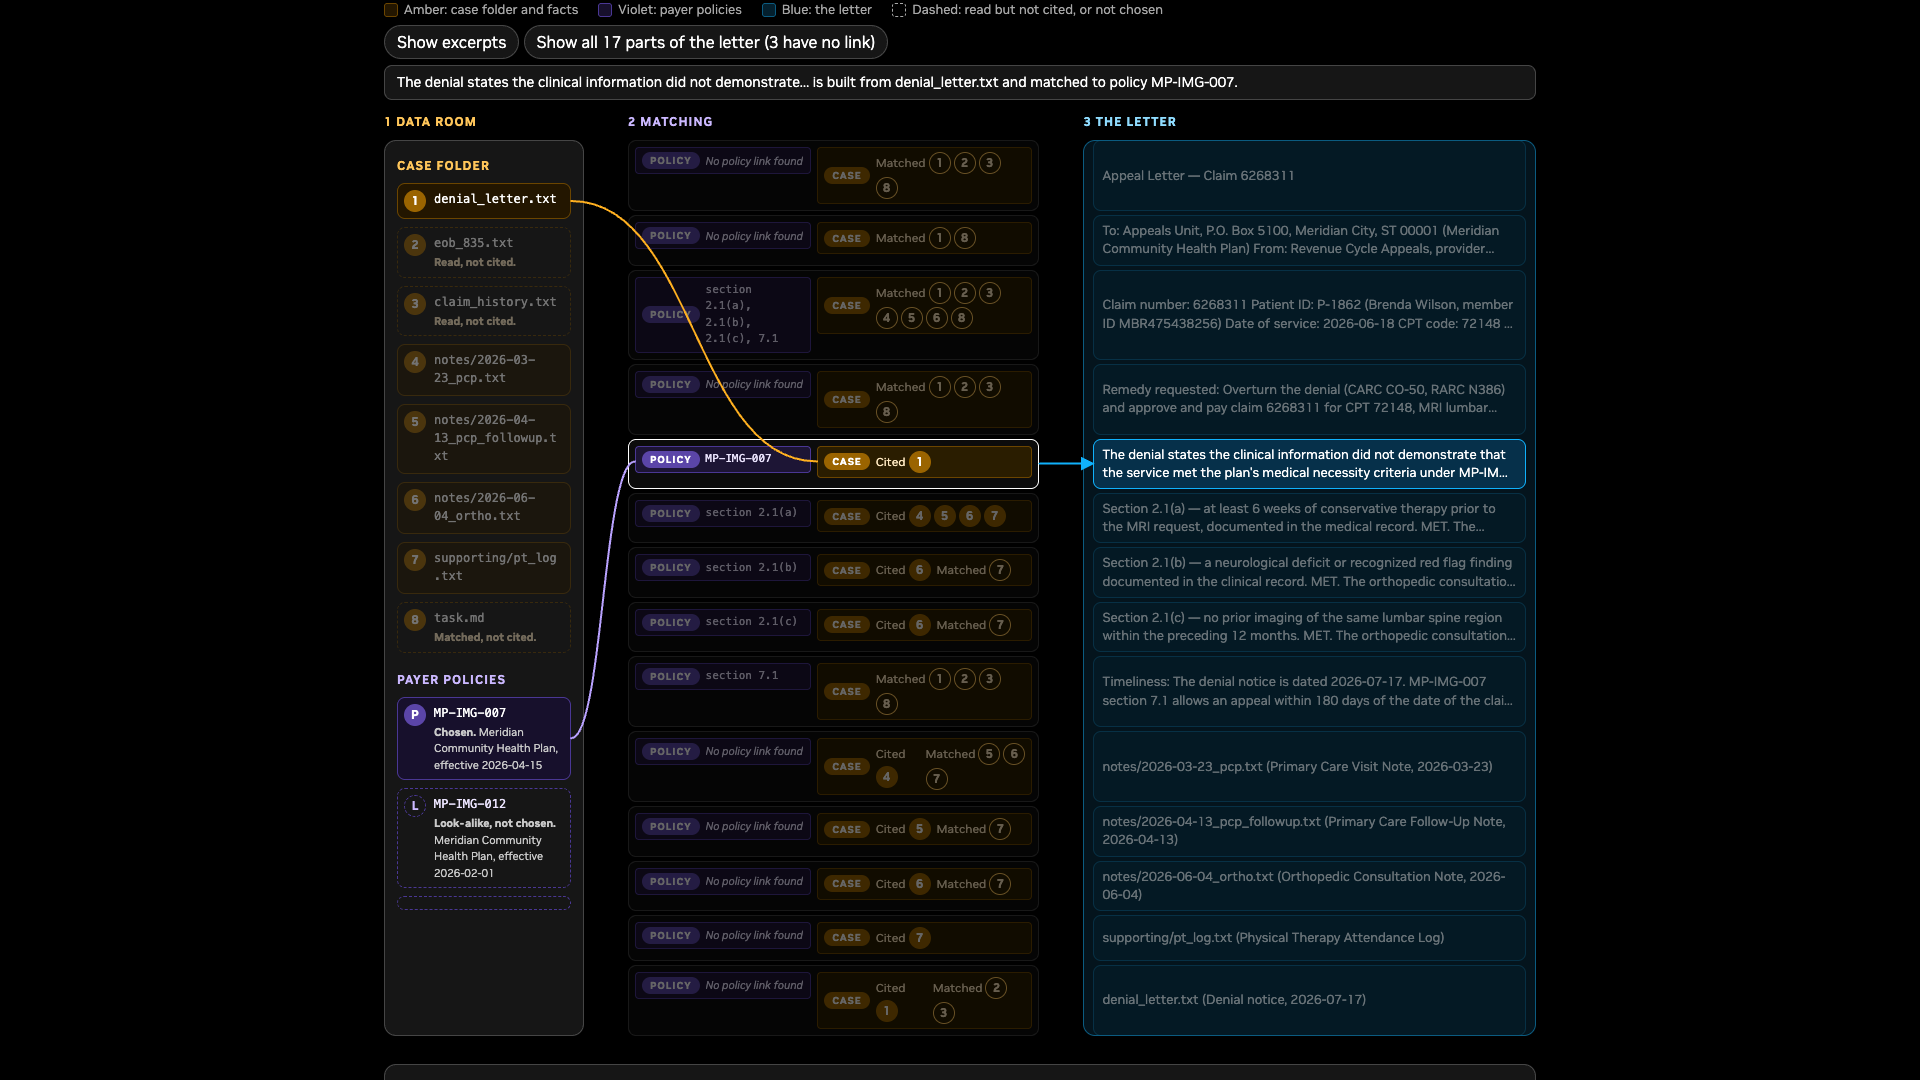 Amber: case folder and facts
Violet: payer policies
Blue: the letter
Dashed: read but not cited, or not chosen
Show excerpts
Show all 17 parts of the letter (3 have no link)
The denial states the clinical information did not demonstrate... is built from denial_letter.txt and matched to policy MP-IMG-007.
1 DATA ROOM
CASE FOLDER
1 denial_letter.txt
2 eob_835.txt
Read, not cited.
3 claim_history.txt
Read, not cited.
4 notes/2026-03-
23_pcp.txt
5 notes/2026-04-
13_pcp_followup.t
xt
6 notes/2026-06-
04_ortho.txt
7 supporting/pt_log
.txt
8 task.md
Matched, not cited.
PAYER POLICIES
P MP-IMG-007
Chosen. Meridian
Community Health Plan,
effective 2026-04-15
L MP-IMG-012
Look-alike, not chosen.
Meridian Community
Health Plan, effective
2026-02-01
2 MATCHING
POLICY No policy link found
CASE Matched 1 2 3
8
POLICY No policy link found
CASE Matched 1 8
POLICY section
2.1(a),
2.1(b),
2.1(c), 7.1
CASE Matched 1 2 3
4 5 6 8
POLICY No policy link found
CASE Matched 1 2 3
8
POLICY MP-IMG-007
CASE Cited 1
POLICY section 2.1(a)
CASE Cited 4 5 6 7
POLICY section 2.1(b)
CASE Cited 6 Matched 7
POLICY section 2.1(c)
CASE Cited 6 Matched 7
POLICY section 7.1
CASE Matched 1 2 3
8
POLICY No policy link found
CASE Cited 4 Matched 5 6
7
POLICY No policy link found
CASE Cited 5 Matched 7
POLICY No policy link found
CASE Cited 6 Matched 7
POLICY No policy link found
CASE Cited 7
POLICY No policy link found
CASE Cited 1 Matched 2
3
3 THE LETTER
Appeal Letter — Claim 6268311
To: Appeals Unit, P.O. Box 5100, Meridian City, ST 00001 (Meridian
Community Health Plan) From: Revenue Cycle Appeals, provider...
Claim number: 6268311 Patient ID: P-1862 (Brenda Wilson, member
ID MBR475438256) Date of service: 2026-06-18 CPT code: 72148 ...
Remedy requested: Overturn the denial (CARC CO-50, RARC N386)
and approve and pay claim 6268311 for CPT 72148, MRI lumbar...
The denial states the clinical information did not demonstrate that
the service met the plan's medical necessity criteria under MP-IM...
Section 2.1(a) — at least 6 weeks of conservative therapy prior to
the MRI request, documented in the medical record. MET. The...
Section 2.1(b) — a neurological deficit or recognized red flag finding
documented in the clinical record. MET. The orthopedic consultatio...
Section 2.1(c) — no prior imaging of the same lumbar spine region
within the preceding 12 months. MET. The orthopedic consultation...
Timeliness: The denial notice is dated 2026-07-17. MP-IMG-007
section 7.1 allows an appeal within 180 days of the date of the clai...
notes/2026-03-23_pcp.txt (Primary Care Visit Note, 2026-03-23)
notes/2026-04-13_pcp_followup.txt (Primary Care Follow-Up Note,
2026-04-13)
notes/2026-06-04_ortho.txt (Orthopedic Consultation Note, 2026-
06-04)
supporting/pt_log.txt (Physical Therapy Attendance Log)
denial_letter.txt (Denial notice, 2026-07-17)